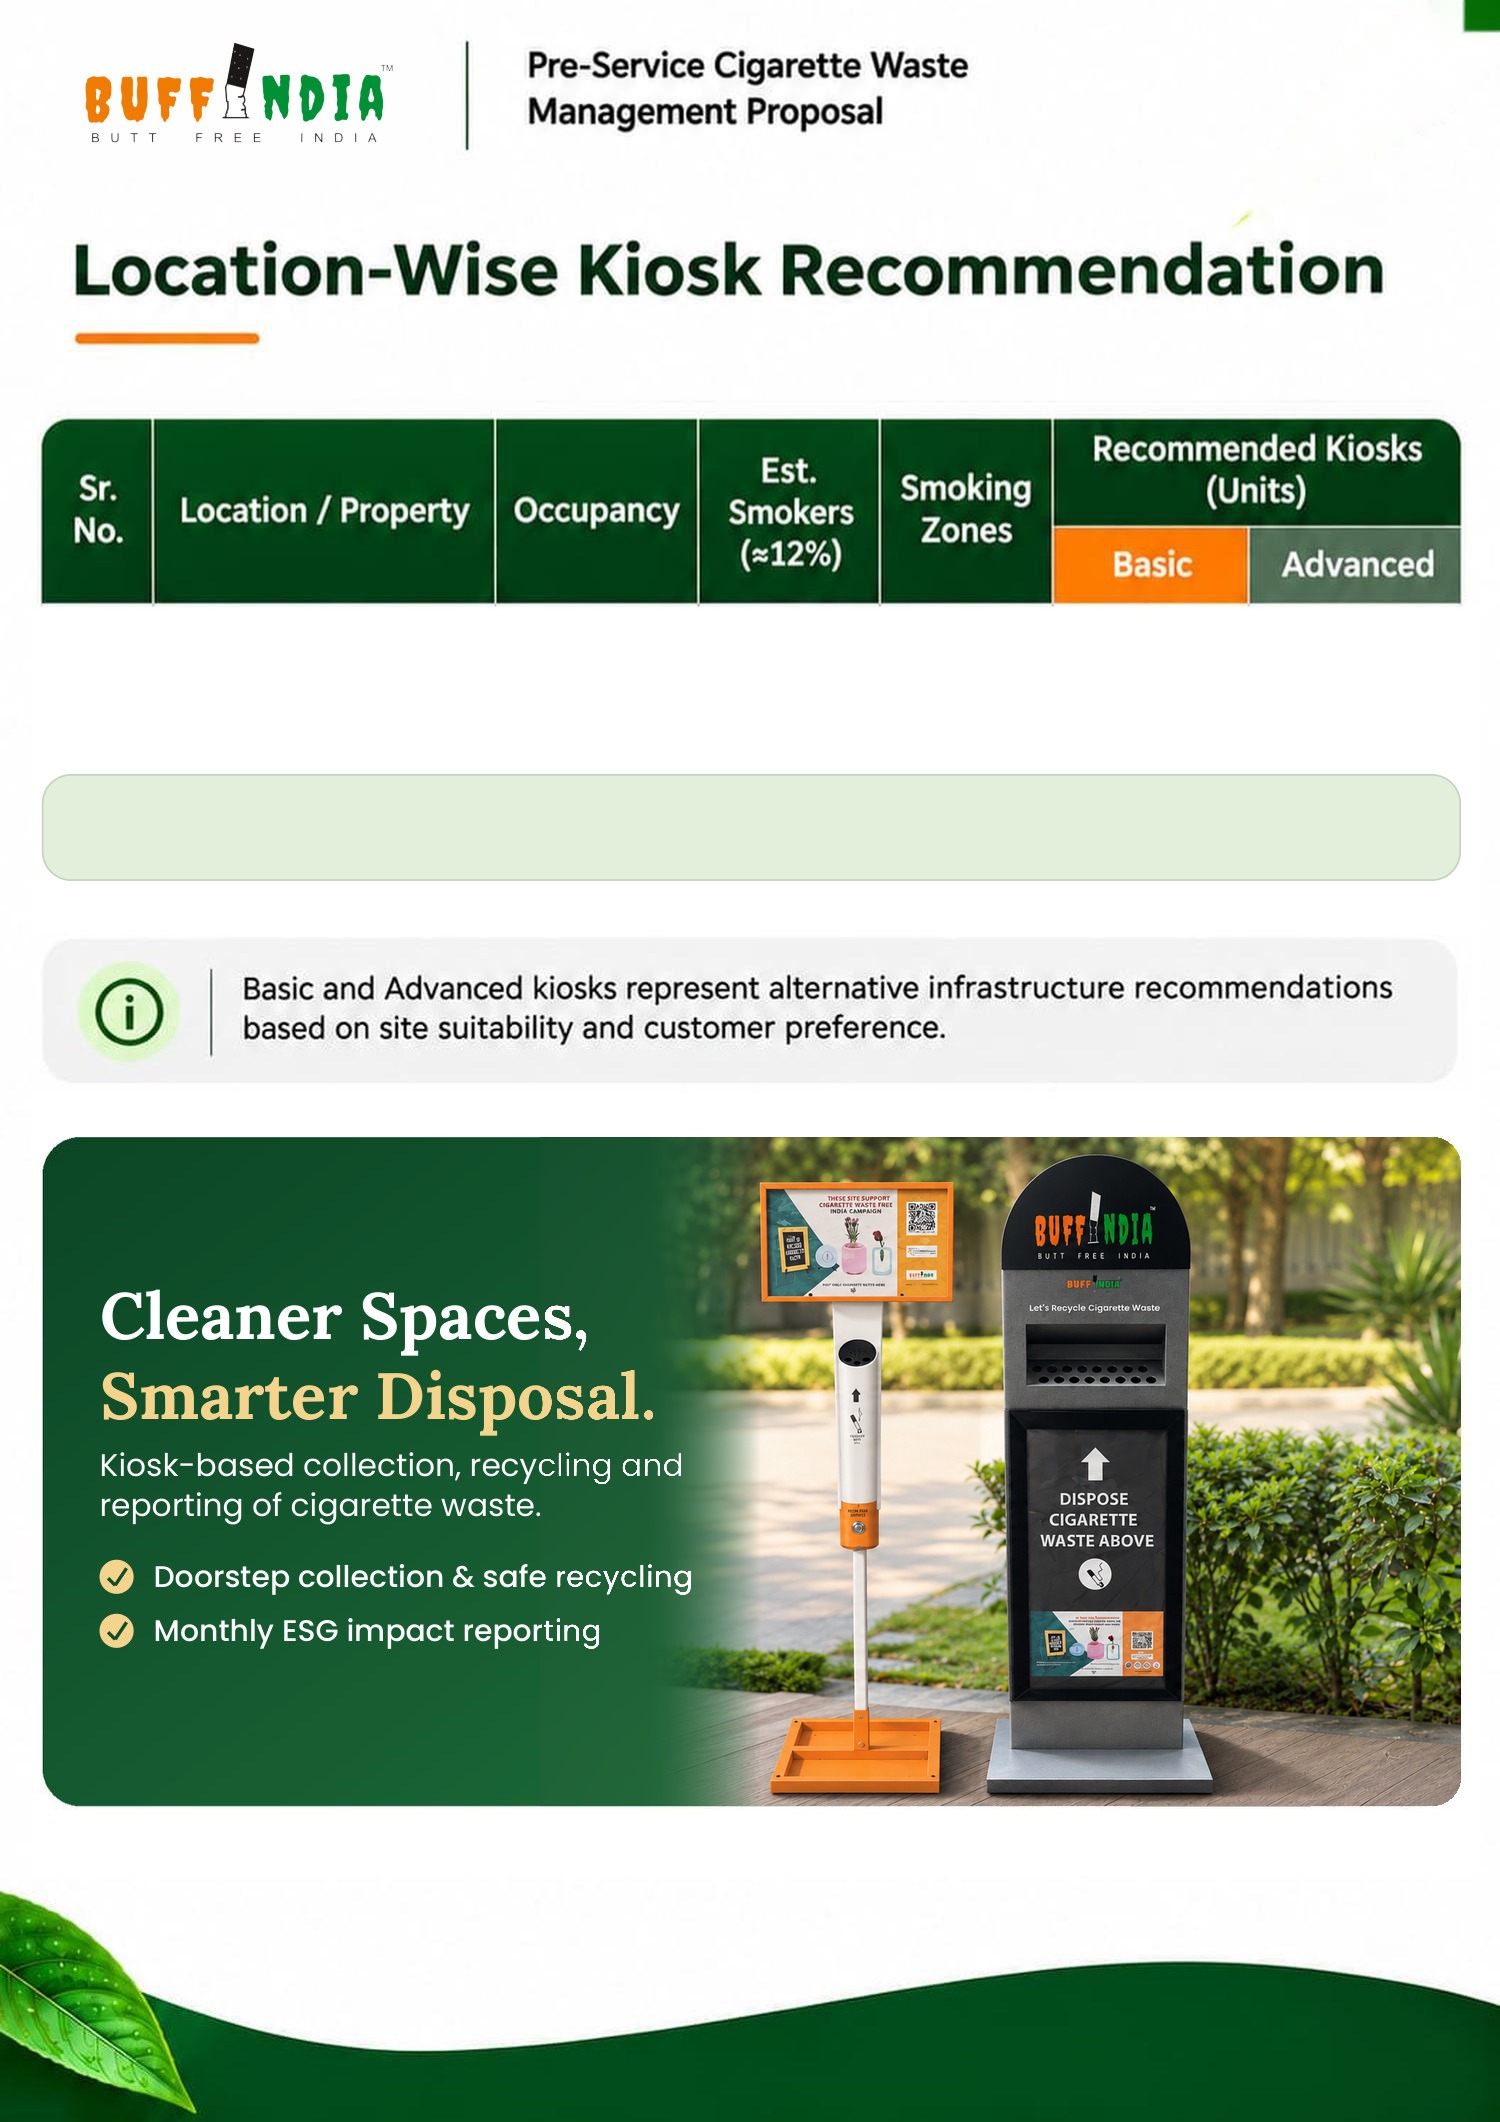 BUFF INDIA TM
BUTT FREE INDIA
Pre-Service Cigarette Waste
Management Proposal
Location-Wise Kiosk Recommendation
Sr.
No.
Location / Property
Occupancy
Est.
Smokers
(≈12%)
Smoking
Zones
Recommended Kiosks
(Units)
Basic
Advanced
Basic and Advanced kiosks represent alternative infrastructure recommendations
based on site suitability and customer preference.
Cleaner Spaces,
Smarter Disposal.
Kiosk-based collection, recycling and
reporting of cigarette waste.
Doorstep collection & safe recycling
Monthly ESG impact reporting
THESE SITE SUPPORT
CIGARETTE WASTE FREE
INDIA CAMPAIGN
BUFF INDIA TM
BUTT FREE INDIA
BUFF INDIA
Let's Recycle Cigarette Waste
DISPOSE
CIGARETTE
WASTE ABOVE